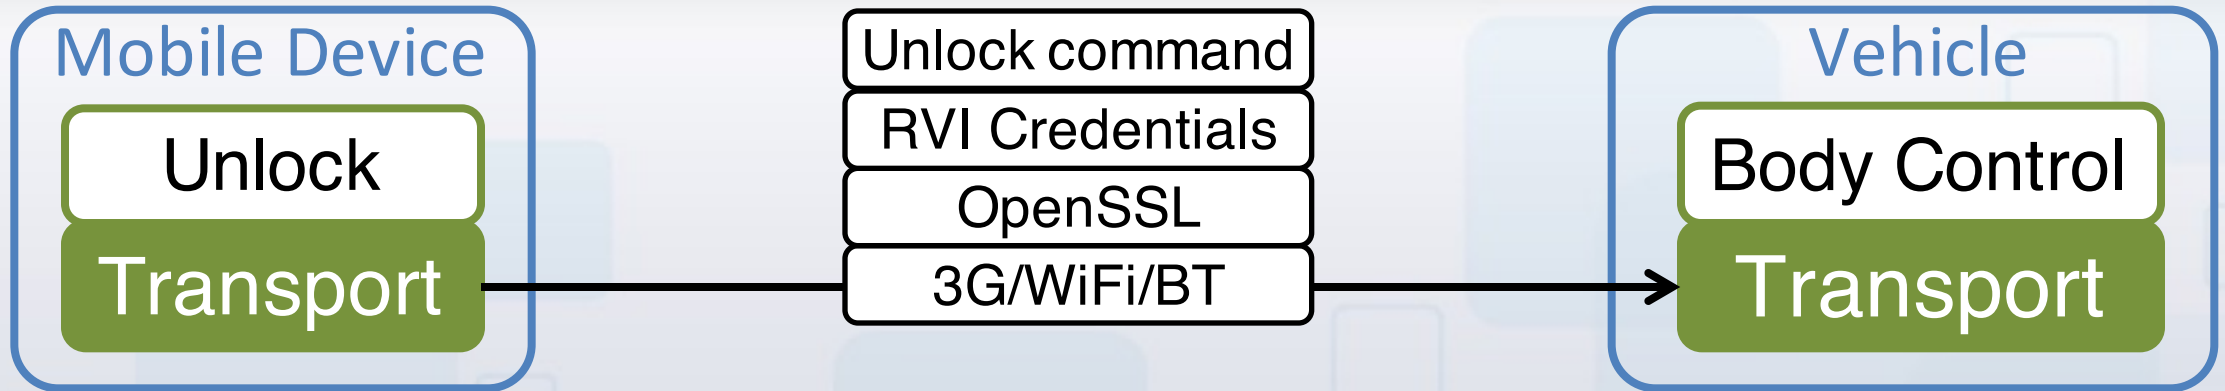 Mobile Device
Unlock
Transport
Unlock command
RVI Credentials
OpenSSL
3G/WiFi/BT
Vehicle
Body Control
Transport